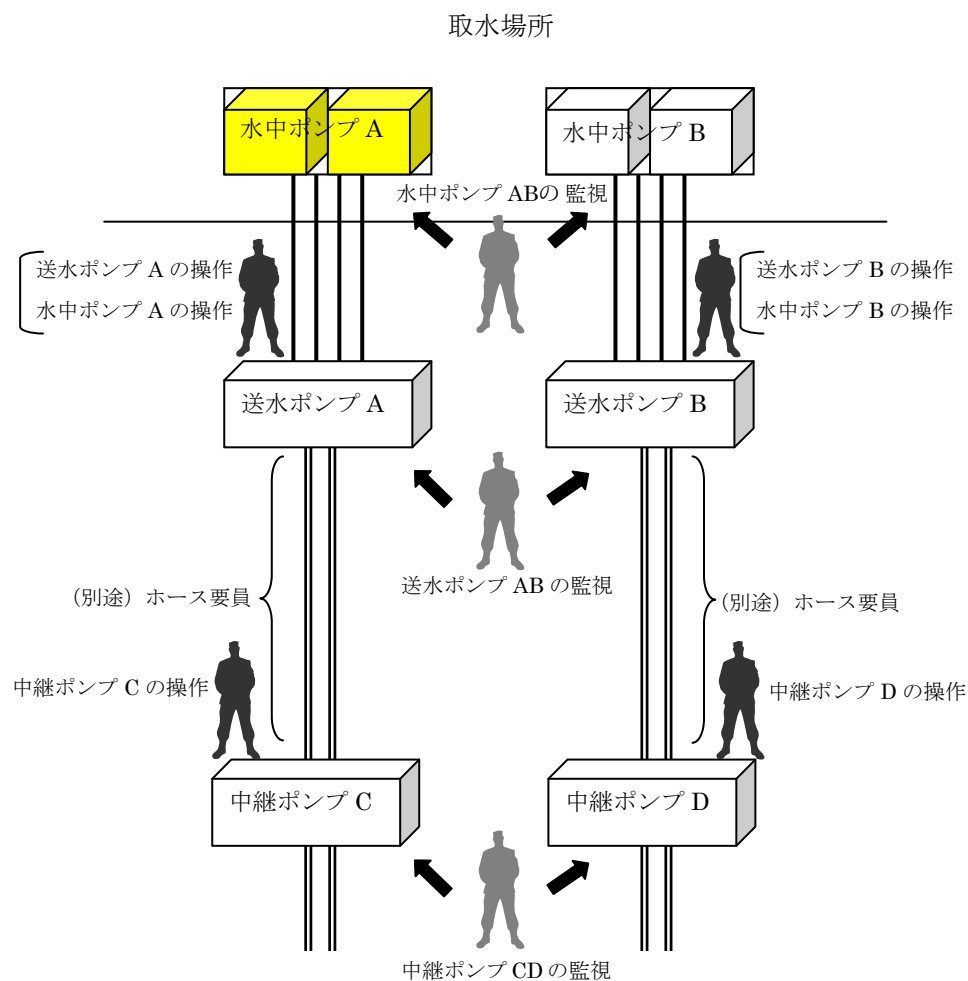 取水場所
水中ポンプ A
水中ポンプ B
水中ポンプ ABの 監視
送水ポンプ A の操作
水中ポンプ A の操作
送水ポンプ B の操作
水中ポンプ B の操作
送水ポンプ A
送水ポンプ B
送水ポンプ AB の監視
(別途)ホース要員
(別途)ホース要員
中継ポンプ C の操作
中継ポンプ D の操作
中継ポンプ C
中継ポンプ D
中継ポンプ CD の監視